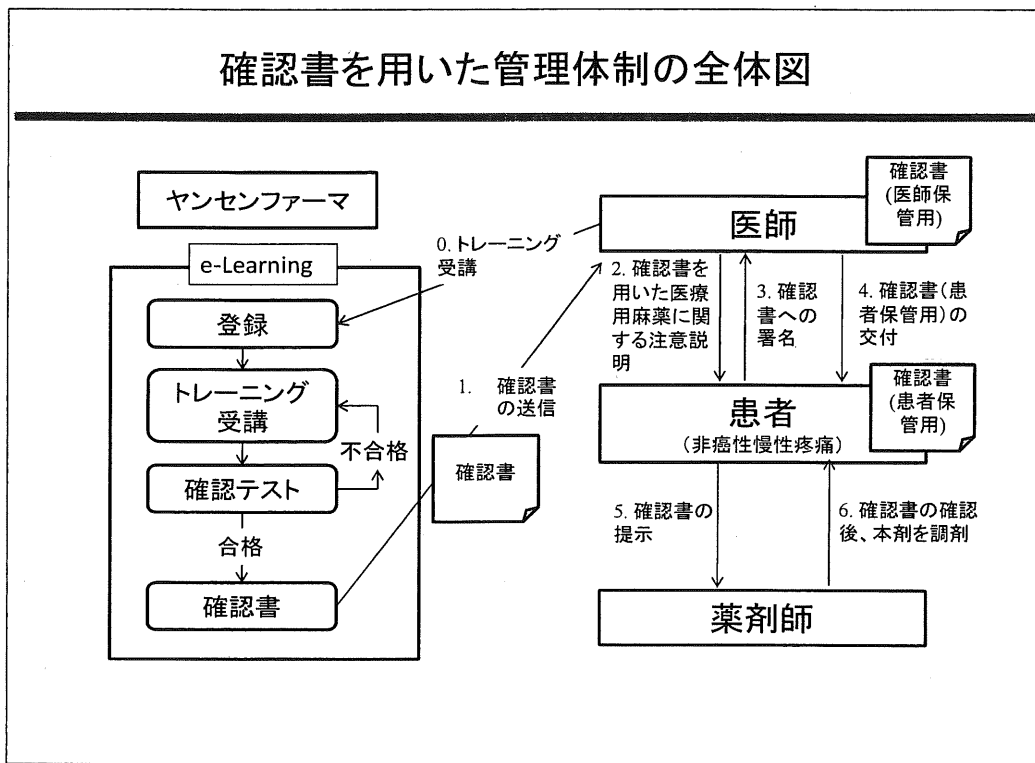 確認書を用いた管理体制の全体図
ヤンセンファーマ
e-Learning
登録
トレーニング
受講
不合格
確認テスト
合格
確認書
0. トレーニング
受講
1. 確認書
の送信
確認書
医師
確認書
(医師保
管用)
2. 確認書を
用いた医療
用麻薬に関
する注意説
明
3. 確認
書への
署名
4. 確認書(患
者保管用)の
交付
患者
(非癌性慢性疼痛)
確認書
(患者保
管用)
5. 確認書の
提示
6. 確認書の確認
後、本剤を調剤
薬剤師